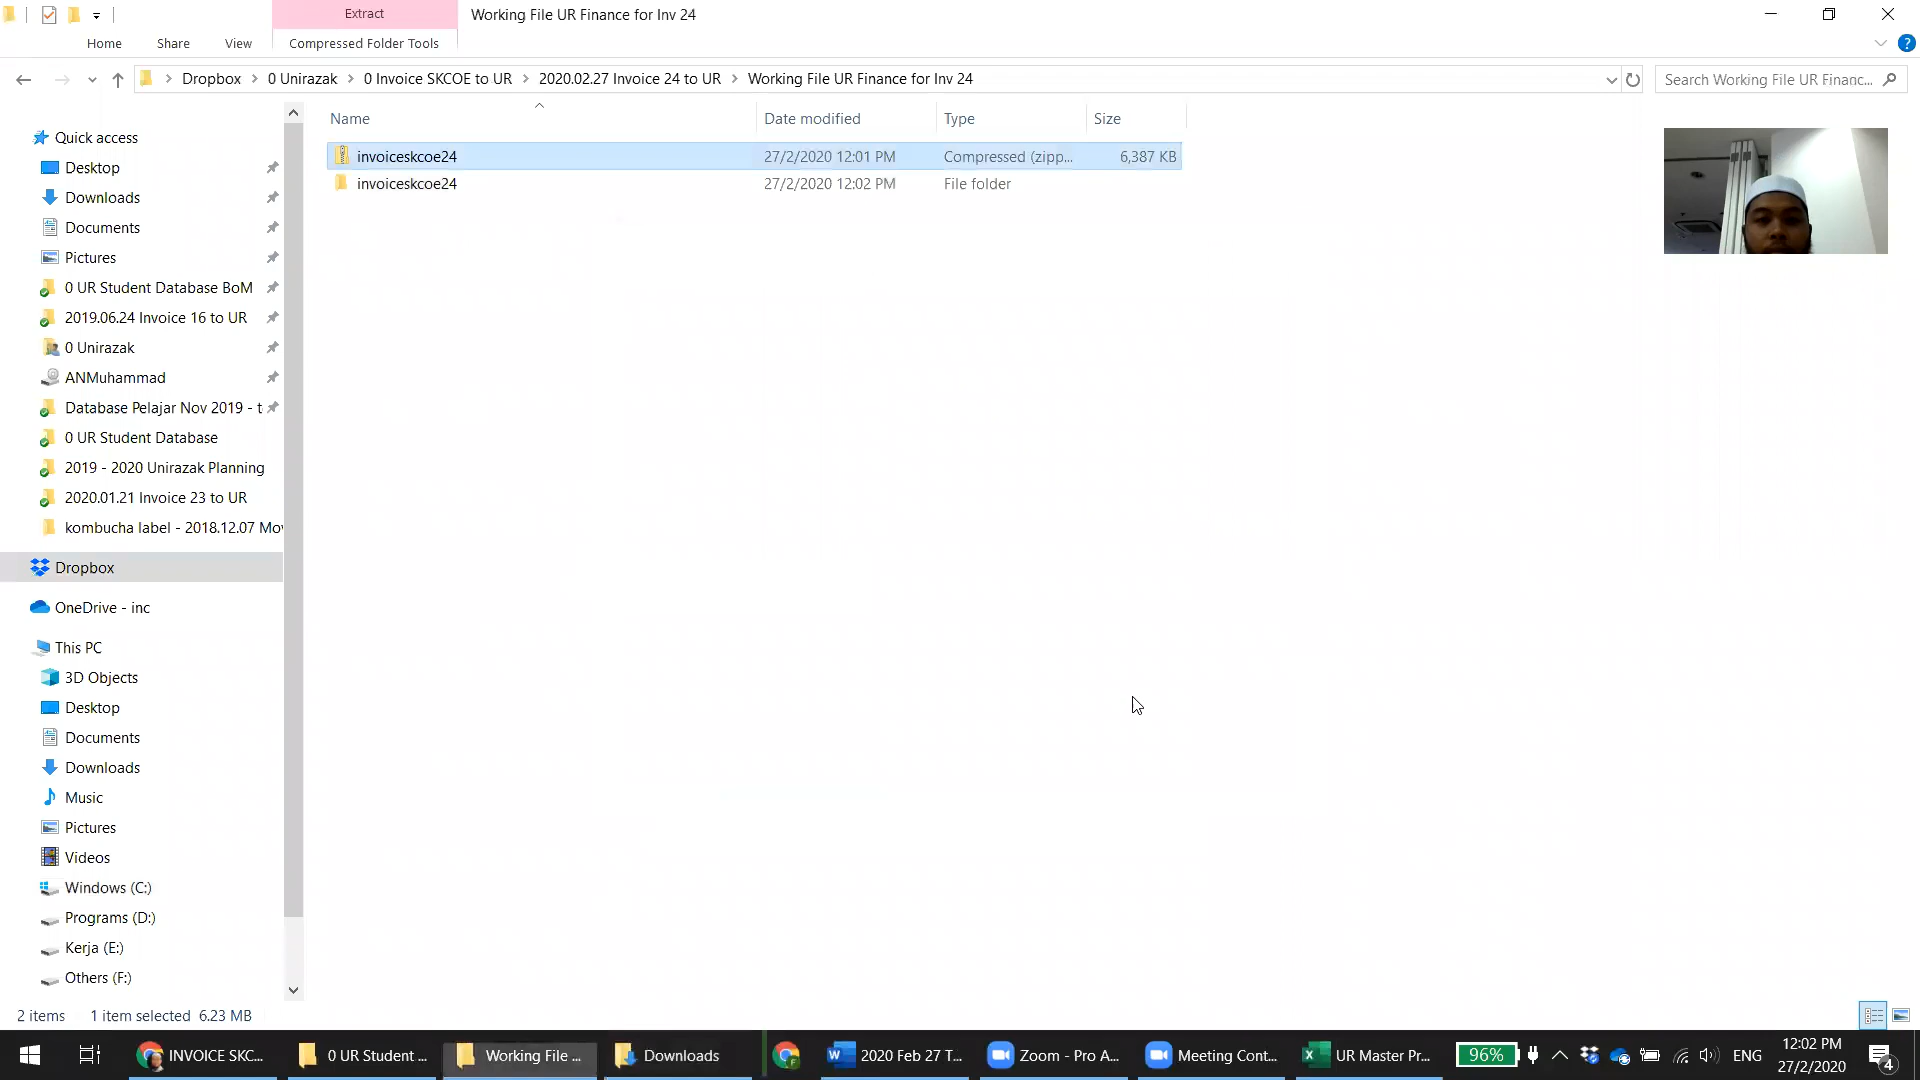 Extract
Working File UR Finance for Inv 24
Home
Share
View
Compressed Folder Tools
Dropbox
0 Unirazak
0 Invoice SKCOE to UR
2020.02.27 Invoice 24 to UR
Working File UR Finance for Inv 24
Search Working File UR Financ...
Name
Date modified
Type
Size
invoiceskcoe24
27/2/2020 12:01 PM
Compressed (zipp...
6,387 KB
invoiceskcoe24
27/2/2020 12:02 PM
File folder
Quick access
Desktop
Downloads
Documents
Pictures
0 UR Student Database BoM
2019.06.24 Invoice 16 to UR
0 Unirazak
ANMuhammad
Database Pelajar Nov 2019 - t
0 UR Student Database
2019 - 2020 Unirazak Planning
2020.01.21 Invoice 23 to UR
kombucha label - 2018.12.07 Mov
Dropbox
OneDrive - inc
This PC
3D Objects
Desktop
Documents
Downloads
Music
Pictures
Videos
Windows (C:)
Programs (D:)
Kerja (E:)
Others (F:)
2 items
1 item selected 6.23 MB
INVOICE SKC...
0 UR Student ...
Working File ...
Downloads
2020 Feb 27 T...
Zoom - Pro A...
Meeting Cont...
UR Master Pr...
96%
ENG
12:02 PM
27/2/2020
4